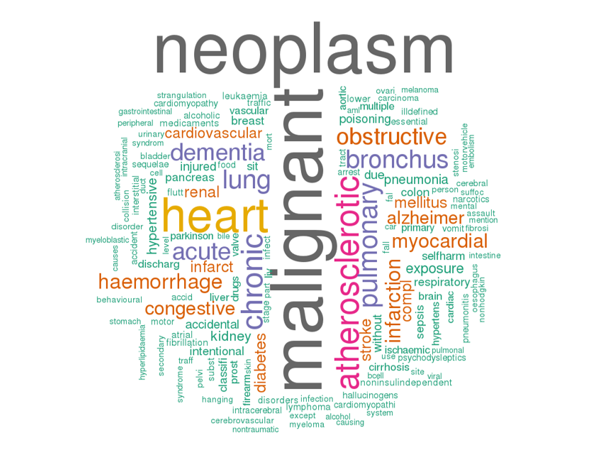 neoplasm
malignant
heart
atherosclerotic
chronic
acute
lung
dementia
bronchus
pulmonary
obstructive
myocardial
haemorrhage
congestive
infarction
alzheimer
mellitus
cardiovascular
renal
infarct
diabetes
stroke
compl
strangulation
cardiomyopathy
leukaemia
traffic
gastrointestinal
alcoholic
vascular
peripheral
medicaments
breast
urinary
syndrom
mort
bladder
injured
food
sit
sequelae
pancreas
cell
intracranial
atherosclerosi
interstitial
duct
flutt
hypertensive
collision
disorder
parkinson
bile
valve
infect
myeloblastic
level
accident
causes
discharg
drugs
liver
stage
part
liv
behavioural
accid
stomach
motor
accidental
atrial
kidney
fibrillation
hyperlipidaemia
secondary
intentional
traff
classifi
prost
syndrome
pelvi
subst
firearm
skin
hanging
disorders
infection
intracerebral
lymphoma
except
alcohol
cerebrovascular
myeloma
causing
nontraumatic
aortic
ovari
melanoma
lower
carcinoma
ami
multiple
illdefined
poisoning
essential
motorvehicle
embolism
stenosi
tract
arrest
due
pneumonia
cerebral
fal
colon
person
suffoc
narcotics
mental
assault
mention
car
primary
vomit
fibrosi
fall
selfharm
intestine
exposure
respiratory
oesophagus
nonhodgkin
pneumonitis
cardiac
brain
hypertens
sepsis
without
ischaemic
pulmonal
use
psychodysleptics
cirrhosis
site
viral
bcell
noninsulindependent
hallucinogens
cardiomyopathi
system